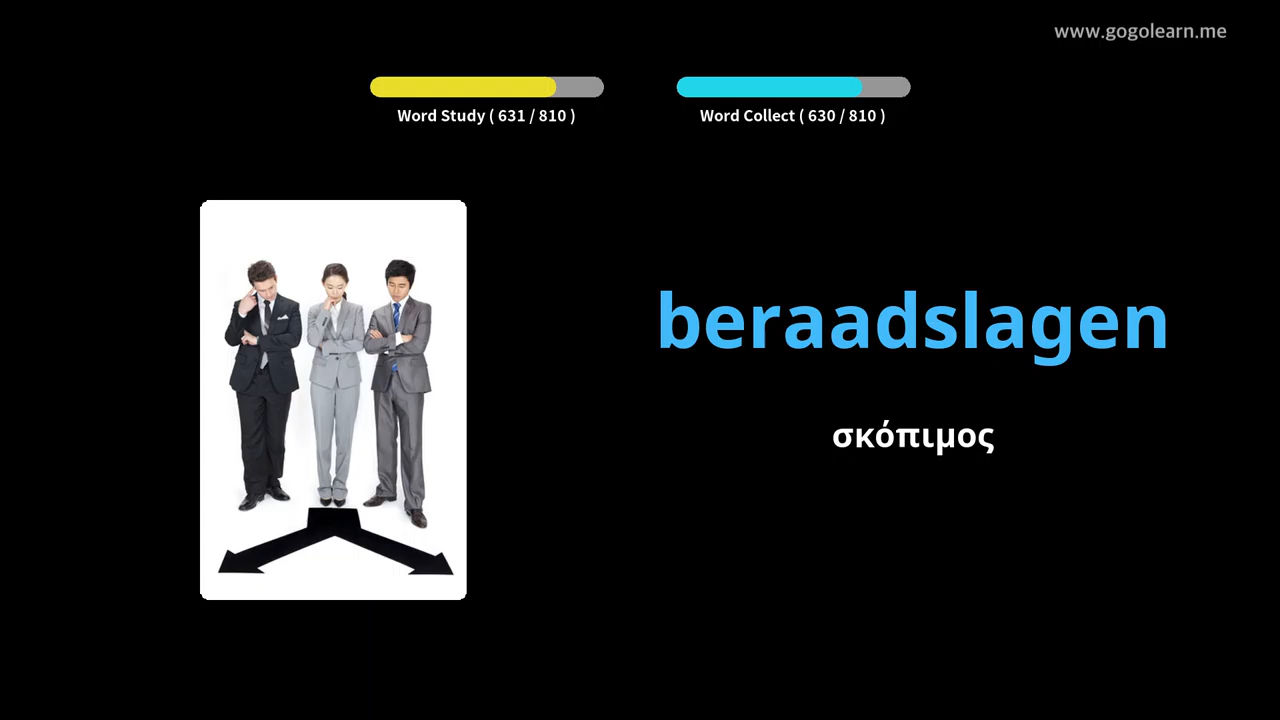 www.gogolearn.me
Word Study ( 631 / 810 )
Word Collect ( 630 / 810 )
beraadslagen
σκόπιμος